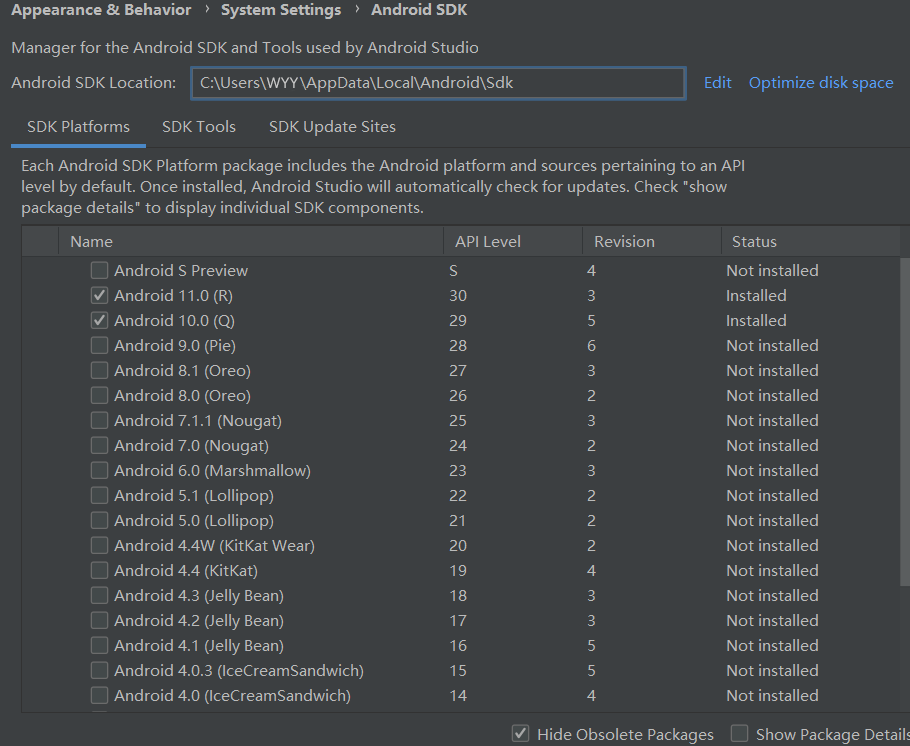 Appearance & Behavior › System Settings › Android SDK
Manager for the Android SDK and Tools used by Android Studio
Android SDK Location: C:\Users\WYY\AppData\Local\Android\Sdk Edit Optimize disk space
SDK Platforms SDK Tools SDK Update Sites
Each Android SDK Platform package includes the Android platform and sources pertaining to an API
level by default. Once installed, Android Studio will automatically check for updates. Check "show
package details" to display individual SDK components.
Name API Level Revision Status
Android S Preview S 4 Not installed
Android 11.0 (R) 30 3 Installed
Android 10.0 (Q) 29 5 Installed
Android 9.0 (Pie) 28 6 Not installed
Android 8.1 (Oreo) 27 3 Not installed
Android 8.0 (Oreo) 26 2 Not installed
Android 7.1.1 (Nougat) 25 3 Not installed
Android 7.0 (Nougat) 24 2 Not installed
Android 6.0 (Marshmallow) 23 3 Not installed
Android 5.1 (Lollipop) 22 2 Not installed
Android 5.0 (Lollipop) 21 2 Not installed
Android 4.4W (KitKat Wear) 20 2 Not installed
Android 4.4 (KitKat) 19 4 Not installed
Android 4.3 (Jelly Bean) 18 3 Not installed
Android 4.2 (Jelly Bean) 17 3 Not installed
Android 4.1 (Jelly Bean) 16 5 Not installed
Android 4.0.3 (IceCreamSandwich) 15 5 Not installed
Android 4.0 (IceCreamSandwich) 14 4 Not installed
Hide Obsolete Packages Show Package Details